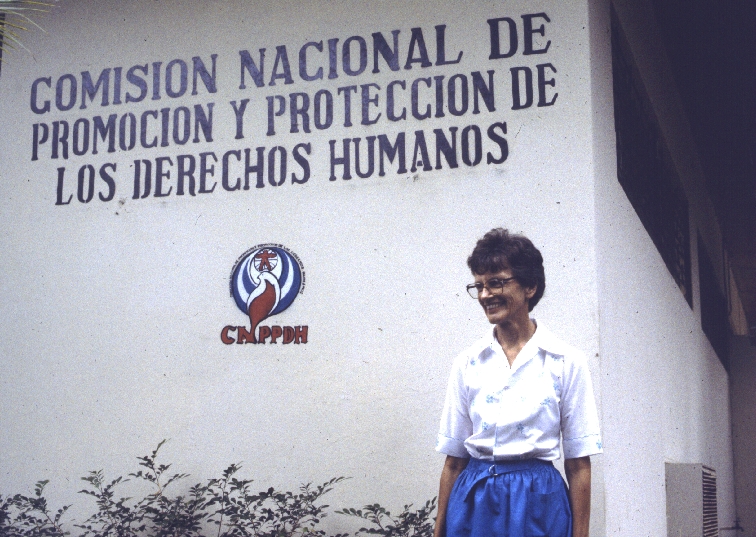 COMISION NACIONAL DE
PROMOCION Y PROTECCION DE
LOS DERECHOS HUMANOS
CNPPDH